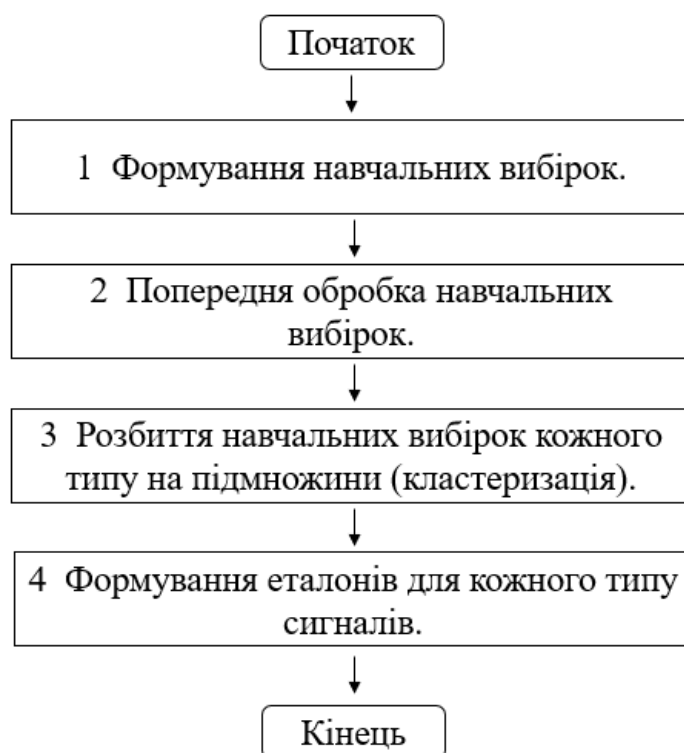 Початок
1 Формування навчальних вибірок.
2 Попередня обробка навчальних
вибірок.
3 Розбиття навчальних вибірок кожного
типу на підмножини (кластеризація).
4 Формування еталонів для кожного типу
сигналів.
Кінець